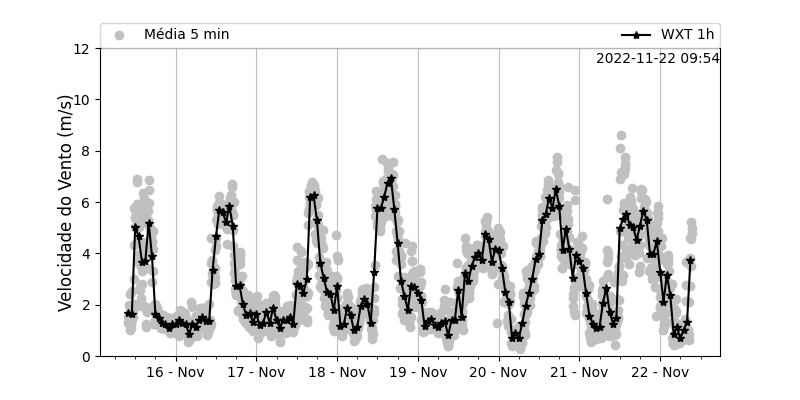 Média 5 min
WXT 1h
2022-11-22 09:54
Velocidade do Vento (m/s)
12
10
8
6
4
2
0
16 - Nov
17 - Nov
18 - Nov
19 - Nov
20 - Nov
21 - Nov
22 - Nov